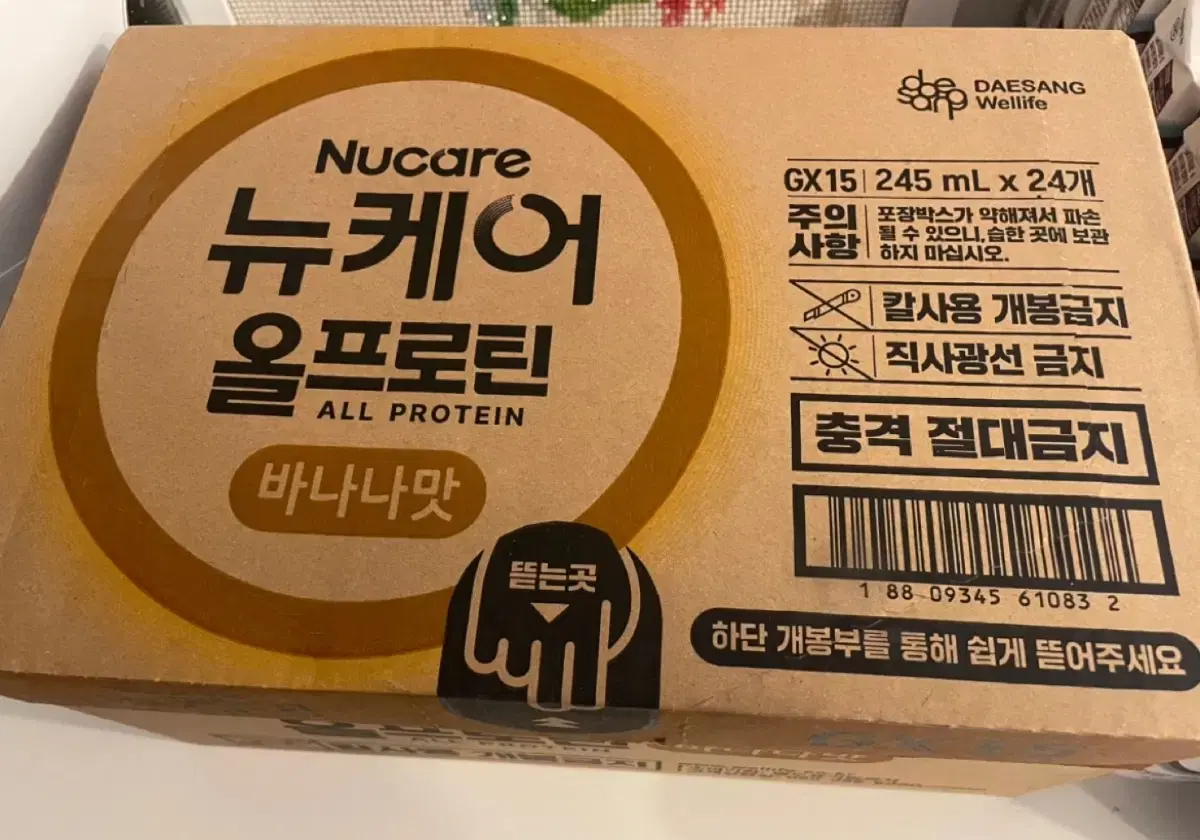 Nucare
뉴케어
올프로틴
ALL PROTEIN
바나나맛
뜯는곳
daesang
DAESANG
Wellife
GX15 | 245 mL x 24개
주의
사항
포장박스가 약해져서 파손
될 수 있으니, 습한 곳에 보관
하지 마십시오.
칼사용 개봉금지
직사광선 금지
충격 절대금지
1 88 09345 61083 2
하단 개봉부를 통해 쉽게 뜯어주세요
ALL PROTEIN